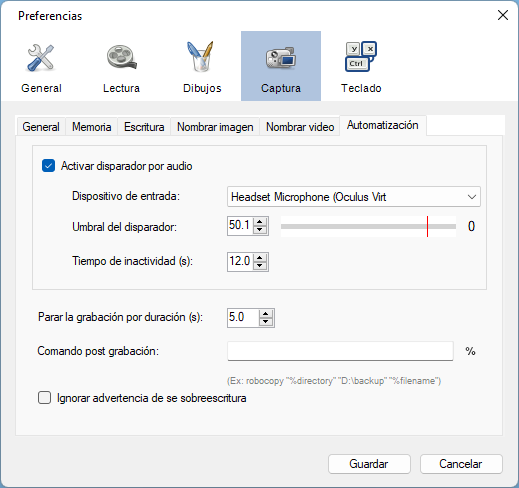 Preferencias
General Lectura Dibujos Captura Teclado
General Memoria Escritura Nombrar imagen Nombrar video Automatización
Activar disparador por audio
Dispositivo de entrada: Headset Microphone (Oculus Virt
Umbral del disparador: 50.1 0
Tiempo de inactividad (s): 12.0
Parar la grabación por duración (s): 5.0
Comando post grabación: %
(Ex: robocopy "%directory" "D:\backup" "%filename")
Ignorar advertencia de se sobreescritura
Guardar Cancelar